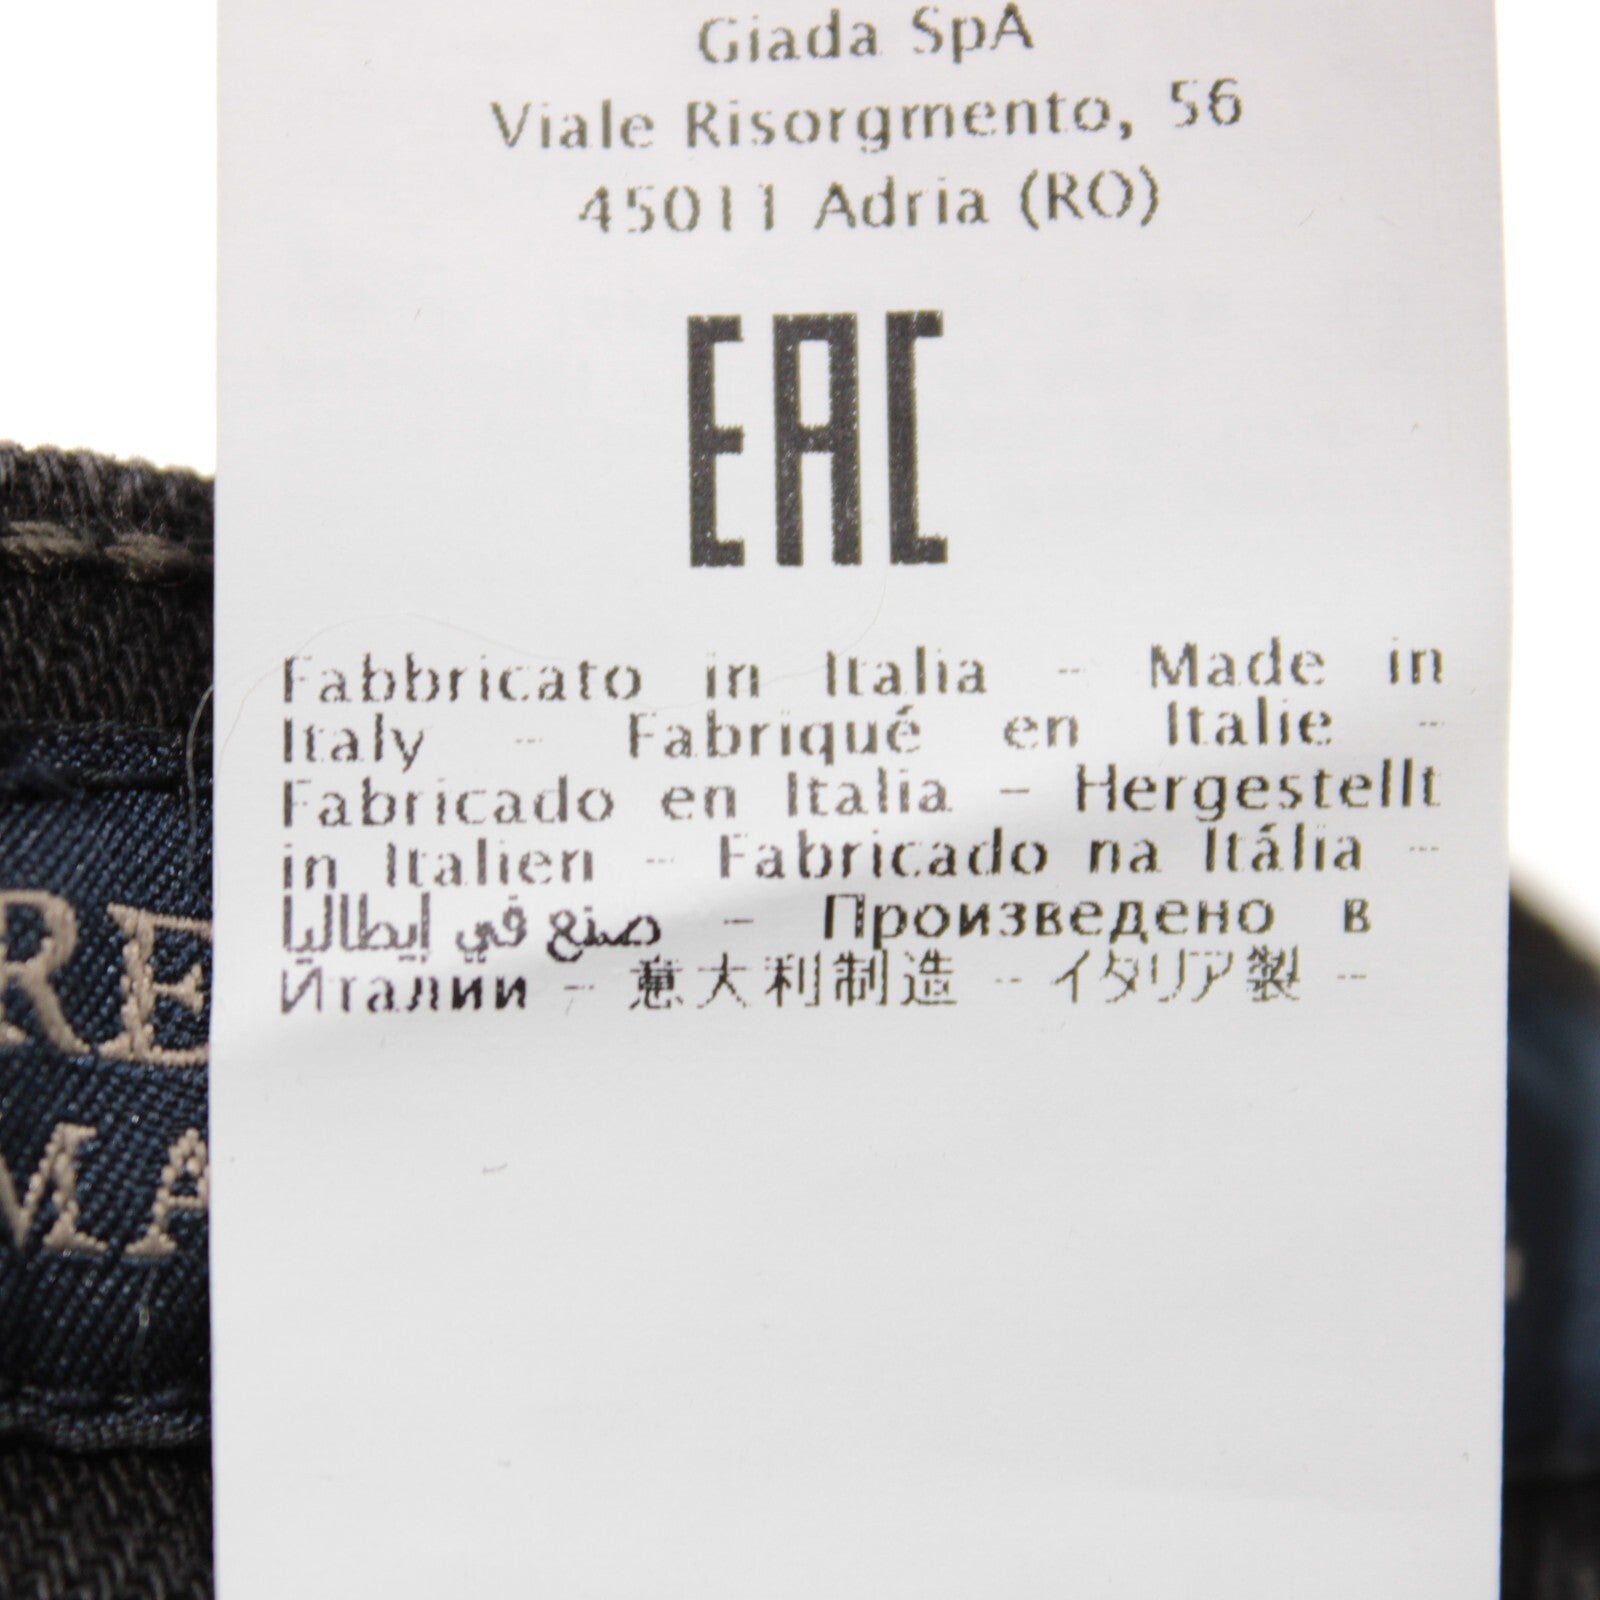 Giada SpA
Viale Risorgmento, 56
45011 Adria (RO)
EAC
Fabbricato in Italia - Made in
Italy - Fabriqué en Italie -
Fabricado en Italia - Hergestellt
in Italien - Fabricado na Itália -
صنع في إيطاليا - Произведено в
Италии - 意大利制造 - イタリア製 -
RE
MA